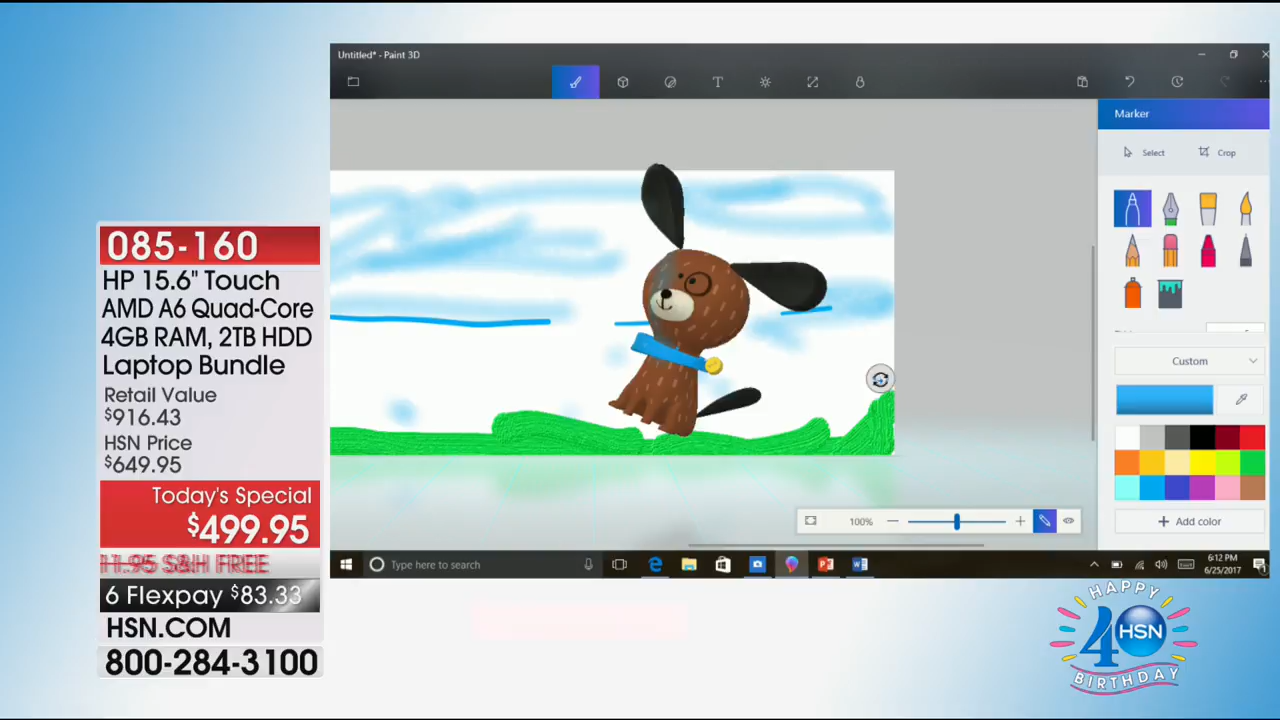 Untitled* - Paint 3D
Marker
Select
Crop
Custom
Add color
100%
Type here to search
6:12 PM
6/25/2017
085-160
HP 15.6" Touch
AMD A6 Quad-Core
4GB RAM, 2TB HDD
Laptop Bundle
Retail Value
$916.43
HSN Price
$649.95
Today's Special
$499.95
11.95 S&H FREE
6 Flexpay $83.33
HSN.COM
800-284-3100
HAPPY
40 HSN
BIRTHDAY